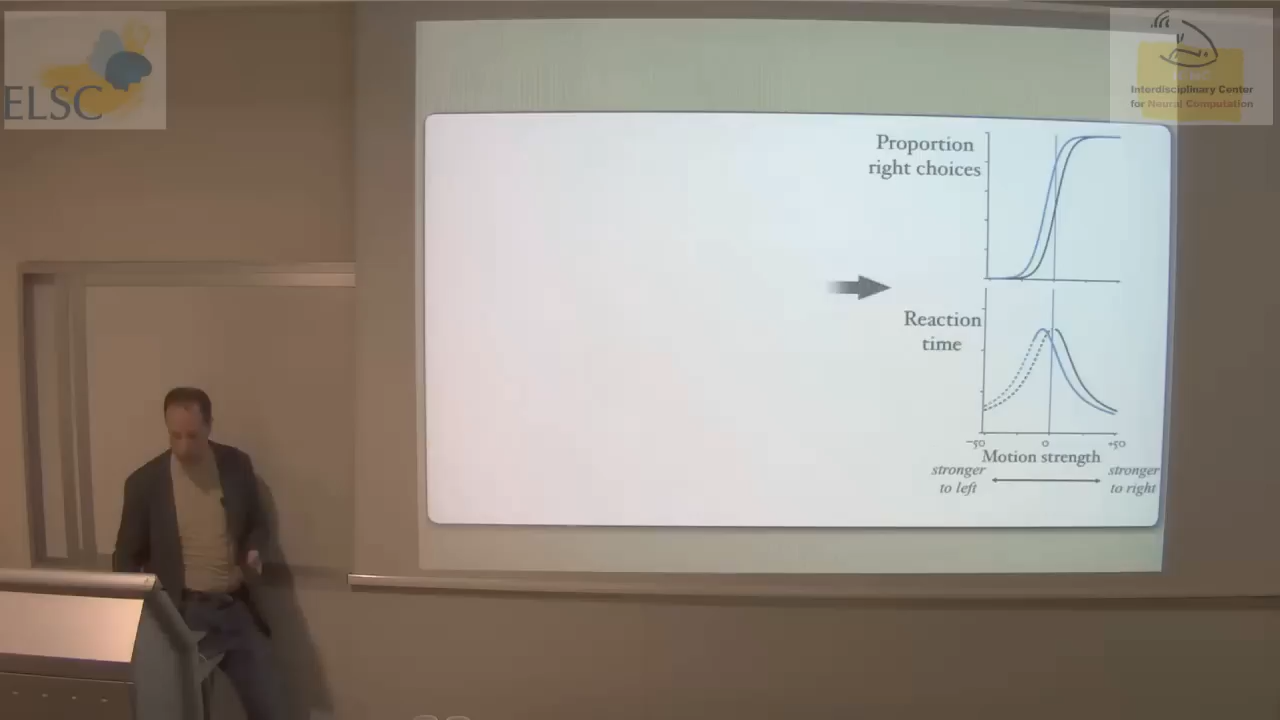 ELSC
Interdisciplinary Center
for Neural Computation
Proportion
right choices
Reaction
time
-50 0 +50
Motion strength
stronger
to left
stronger
to right